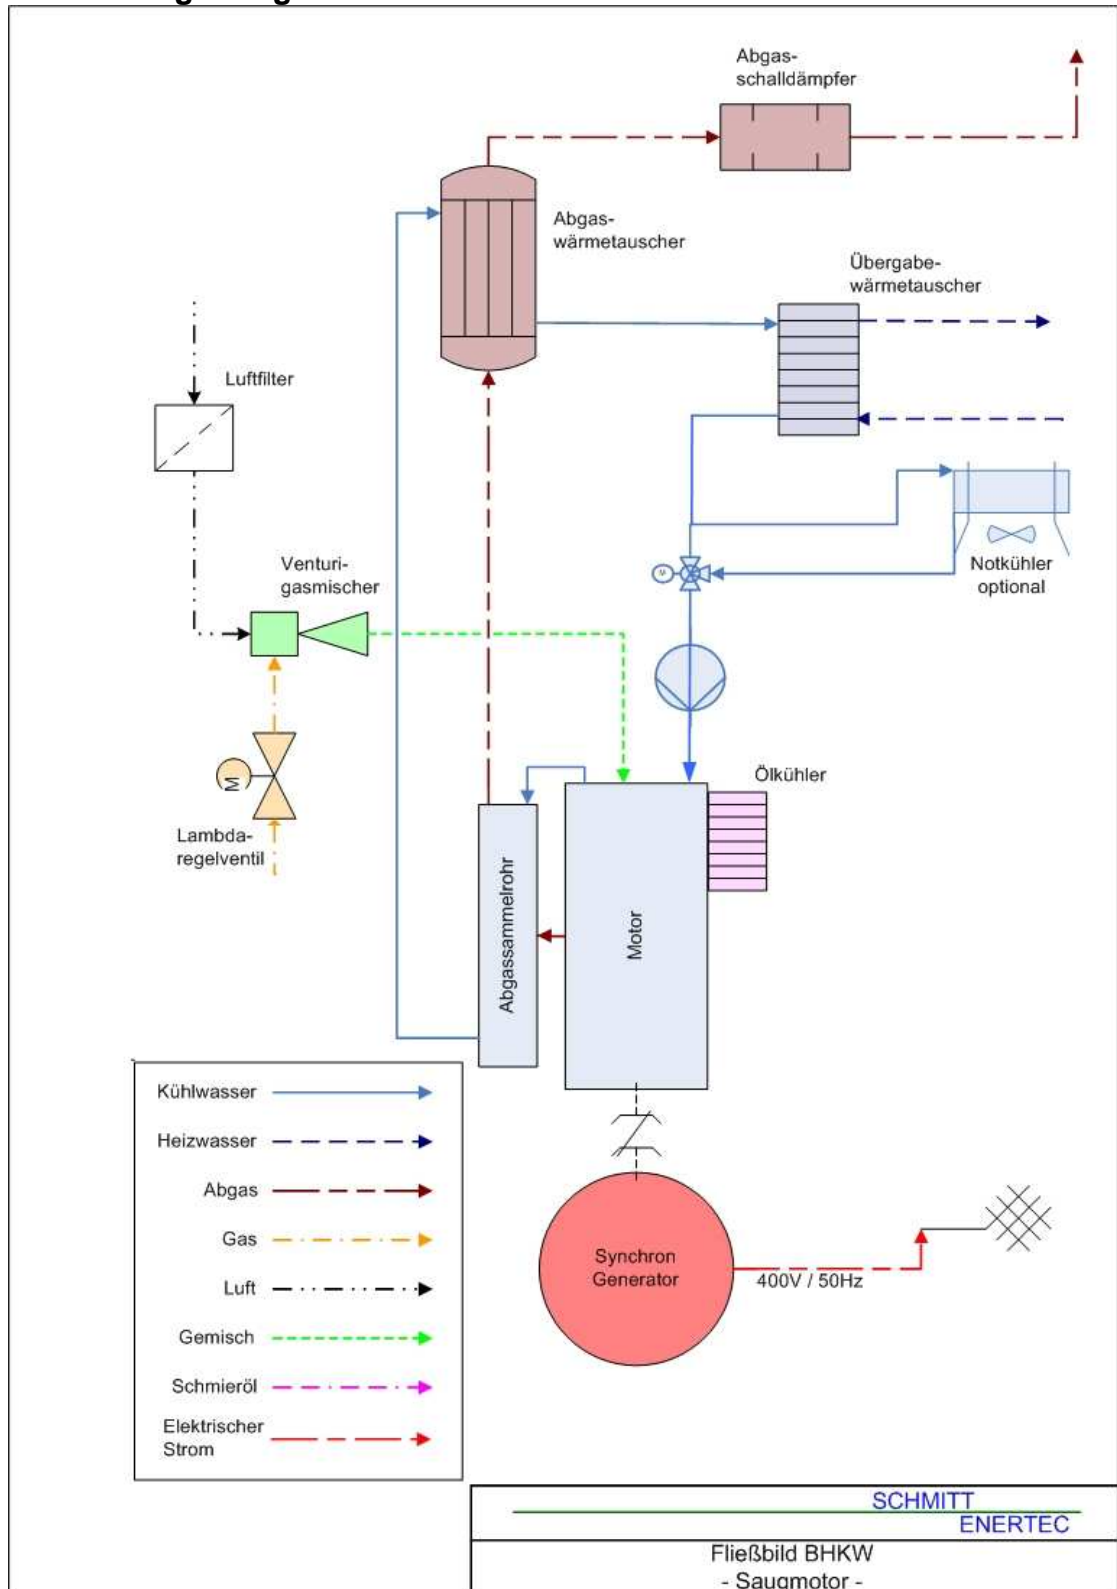 Abgas-
schalldämpfer
Abgas-
wärmetauscher
Übergabe-
wärmetauscher
Luftfilter
Venturi-
gasmischer
Notkühler
optional
Ölkühler
M
Lambda-
regelventil
Abgassammelrohr
Motor
Synchron
Generator
400V / 50Hz
Kühlwasser
Heizwasser
Abgas
Gas
Luft
Gemisch
Schmieröl
Elektrischer
Strom
SCHMITT
ENERTEC
Fließbild BHKW
- Saugmotor -